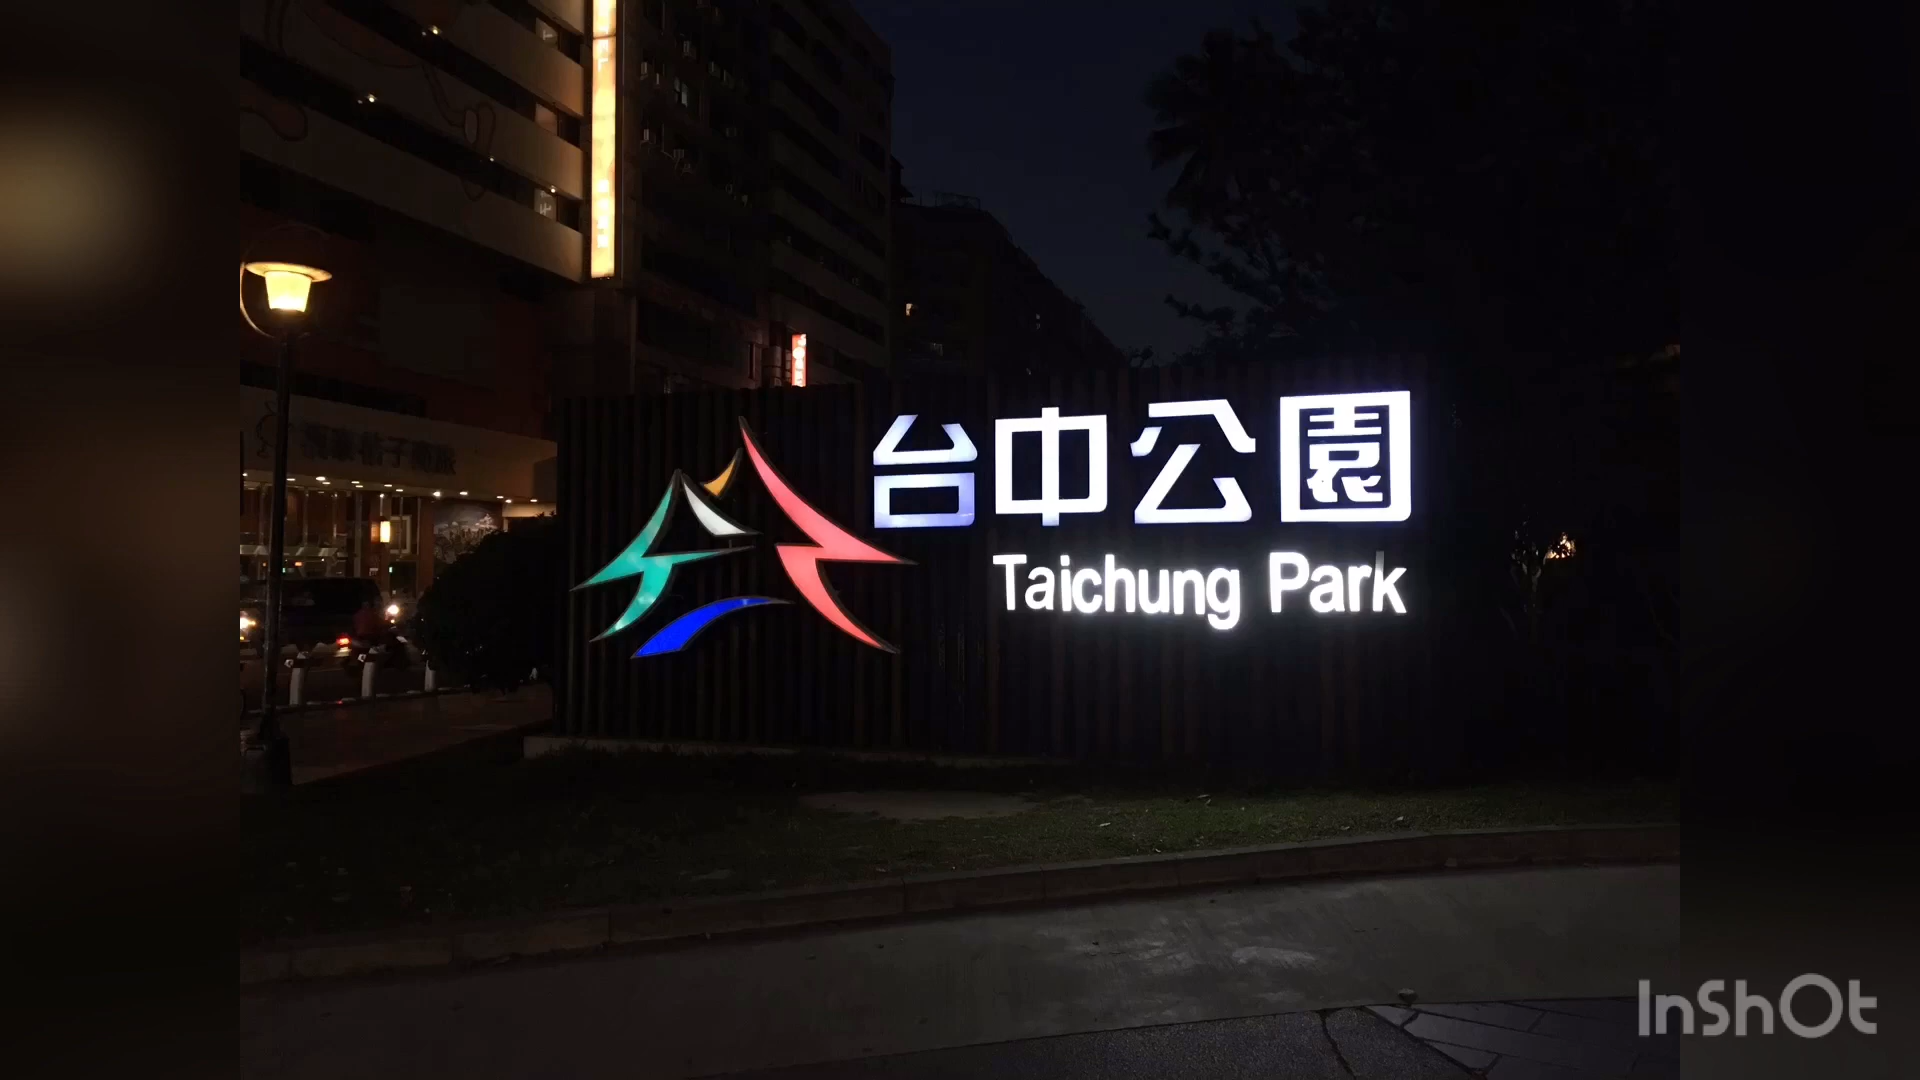 台中公園
Taichung Park
InShOt